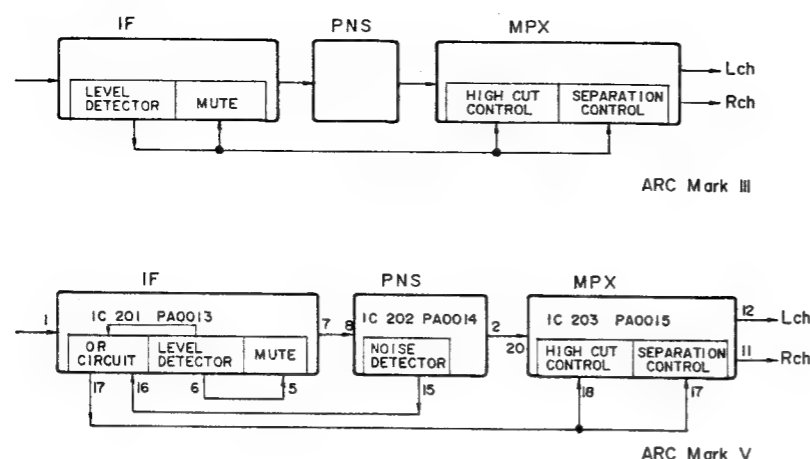 IF
PNS
MPX
LEVEL DETECTOR
MUTE
HIGH CUT CONTROL
SEPARATION CONTROL
Lch
Rch
ARC Mark III
IF
PNS
MPX
1
IC 201 PA0013
7
8
IC 202 PA0014
2
20
IC 203 PA0015
12
Lch
11
Rch
OR CIRCUIT
LEVEL DETECTOR
MUTE
NOISE DETECTOR
HIGH CUT CONTROL
SEPARATION CONTROL
17
16
6
5
15
18
17
ARC Mark V